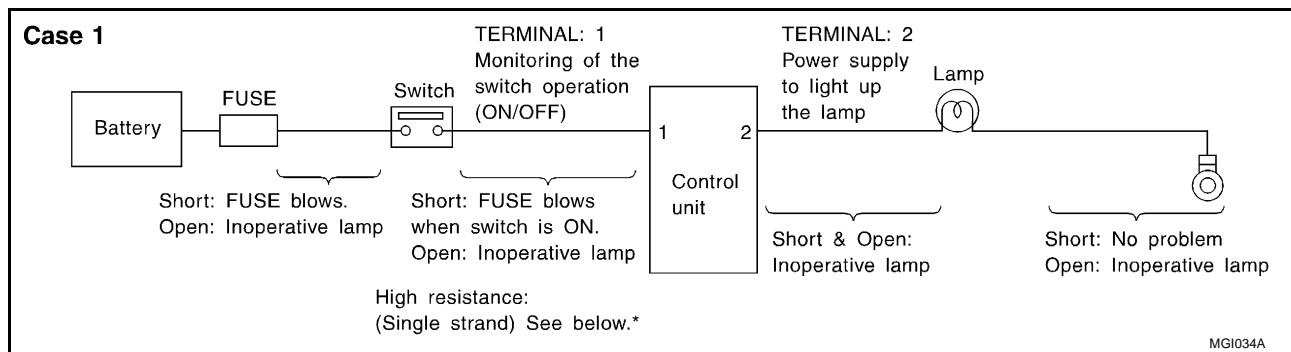 Case 1
TERMINAL: 1
Monitoring of the
switch operation
(ON/OFF)
TERMINAL: 2
Power supply
to light up
the lamp
Lamp
FUSE
Switch
Battery
1
2
Control
unit
Short: FUSE blows.
Open: Inoperative lamp
Short: FUSE blows
when switch is ON.
Open: Inoperative lamp
Short & Open:
Inoperative lamp
Short: No problem
Open: Inoperative lamp
High resistance:
(Single strand) See below.*
MGI034A